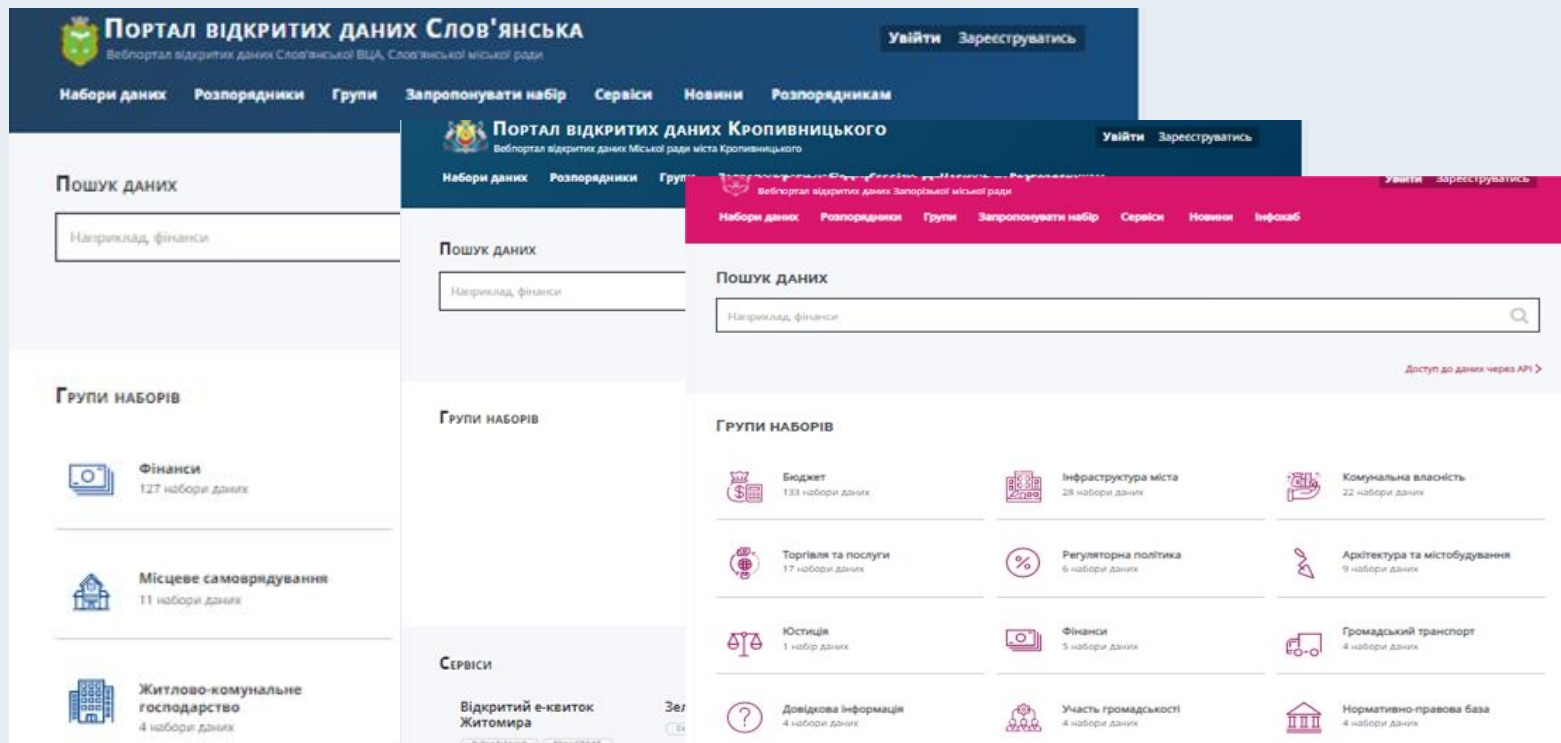 Портал відкритих даних Слов'янська
Вебпортал відкритих даних Слов'янської ВЦА, Слов'янської міської ради
Увійти Зареєструватись
Набори даних Розпорядники Групи Запропонувати набір Сервіси Новини Розпорядникам
Пошук даних
Наприклад, фінанси
Групи наборів
Фінанси
127 набори даних
Місцеве самоврядування
11 набори даних
Житлово-комунальне
господарство
4 набори даних
Портал відкритих даних Кропивницького
Вебпортал відкритих даних Міської ради міста Кропивницького
Увійти Зареєструватись
Набори даних Розпорядники Групи
Пошук даних
Наприклад, фінанси
Групи наборів
Сервіси
Відкритий е-квиток
Житомира
Вебпортал відкритих даних Запорізької міської ради
Увійти Зареєструватись
Набори даних Розпорядники Групи Запропонувати набір Сервіси Новини Інфохаб
Пошук даних
Наприклад, фінанси
Доступ до даних через API
Групи наборів
Бюджет
133 набори даних
Інфраструктура міста
28 набори даних
Комунальна власність
22 набори даних
Торгівля та послуги
17 набори даних
Регуляторна політика
6 набори даних
Архітектура та містобудування
9 набори даних
Юстиція
1 набір даних
Фінанси
5 набори даних
Громадський транспорт
4 набори даних
Довідкова інформація
4 набори даних
Участь громадськості
4 набори даних
Нормативно-правова база
4 набори даних